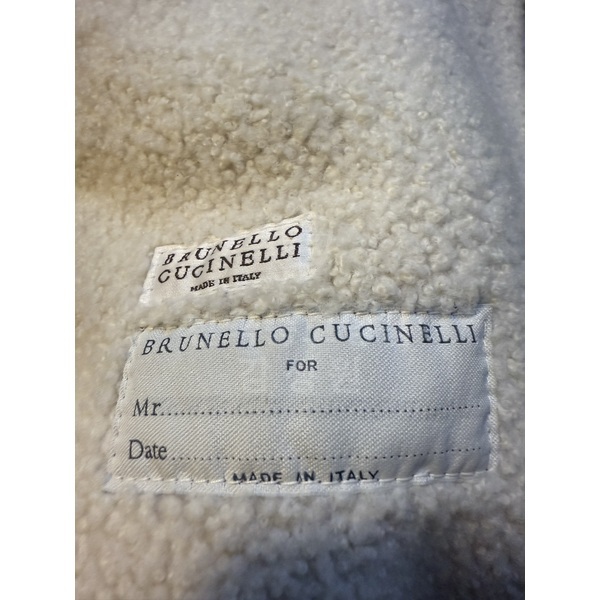 BRUNELLO
CUCINELLI
MADE IN ITALY
BRUNELLO CUCINELLI
FOR
Mr.
Date
MADE IN ITALY